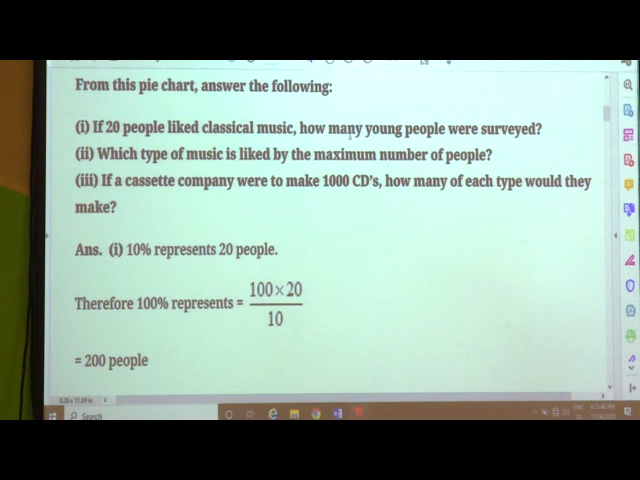 From this pie chart, answer the following:
(i) If 20 people liked classical music, how many young people were surveyed?
(ii) Which type of music is liked by the maximum number of people?
(iii) If a cassette company were to make 1000 CD's, how many of each type would they
make?
Ans. (i) 10% represents 20 people.
Therefore 100% represents = 100×20
10
= 200 people
Search